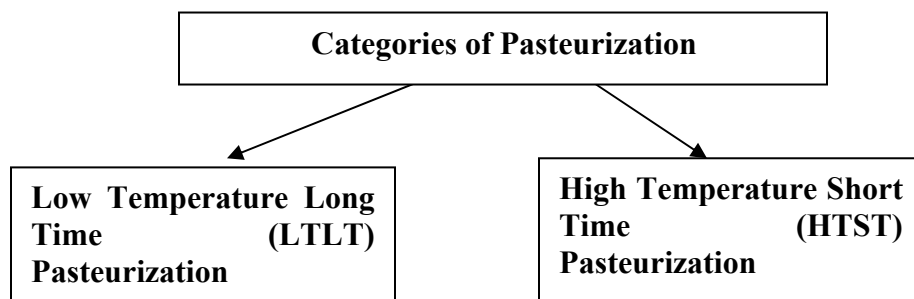 Categories of Pasteurization
Low Temperature Long
Time (LTLT)
Pasteurization
High Temperature Short
Time (HTST)
Pasteurization